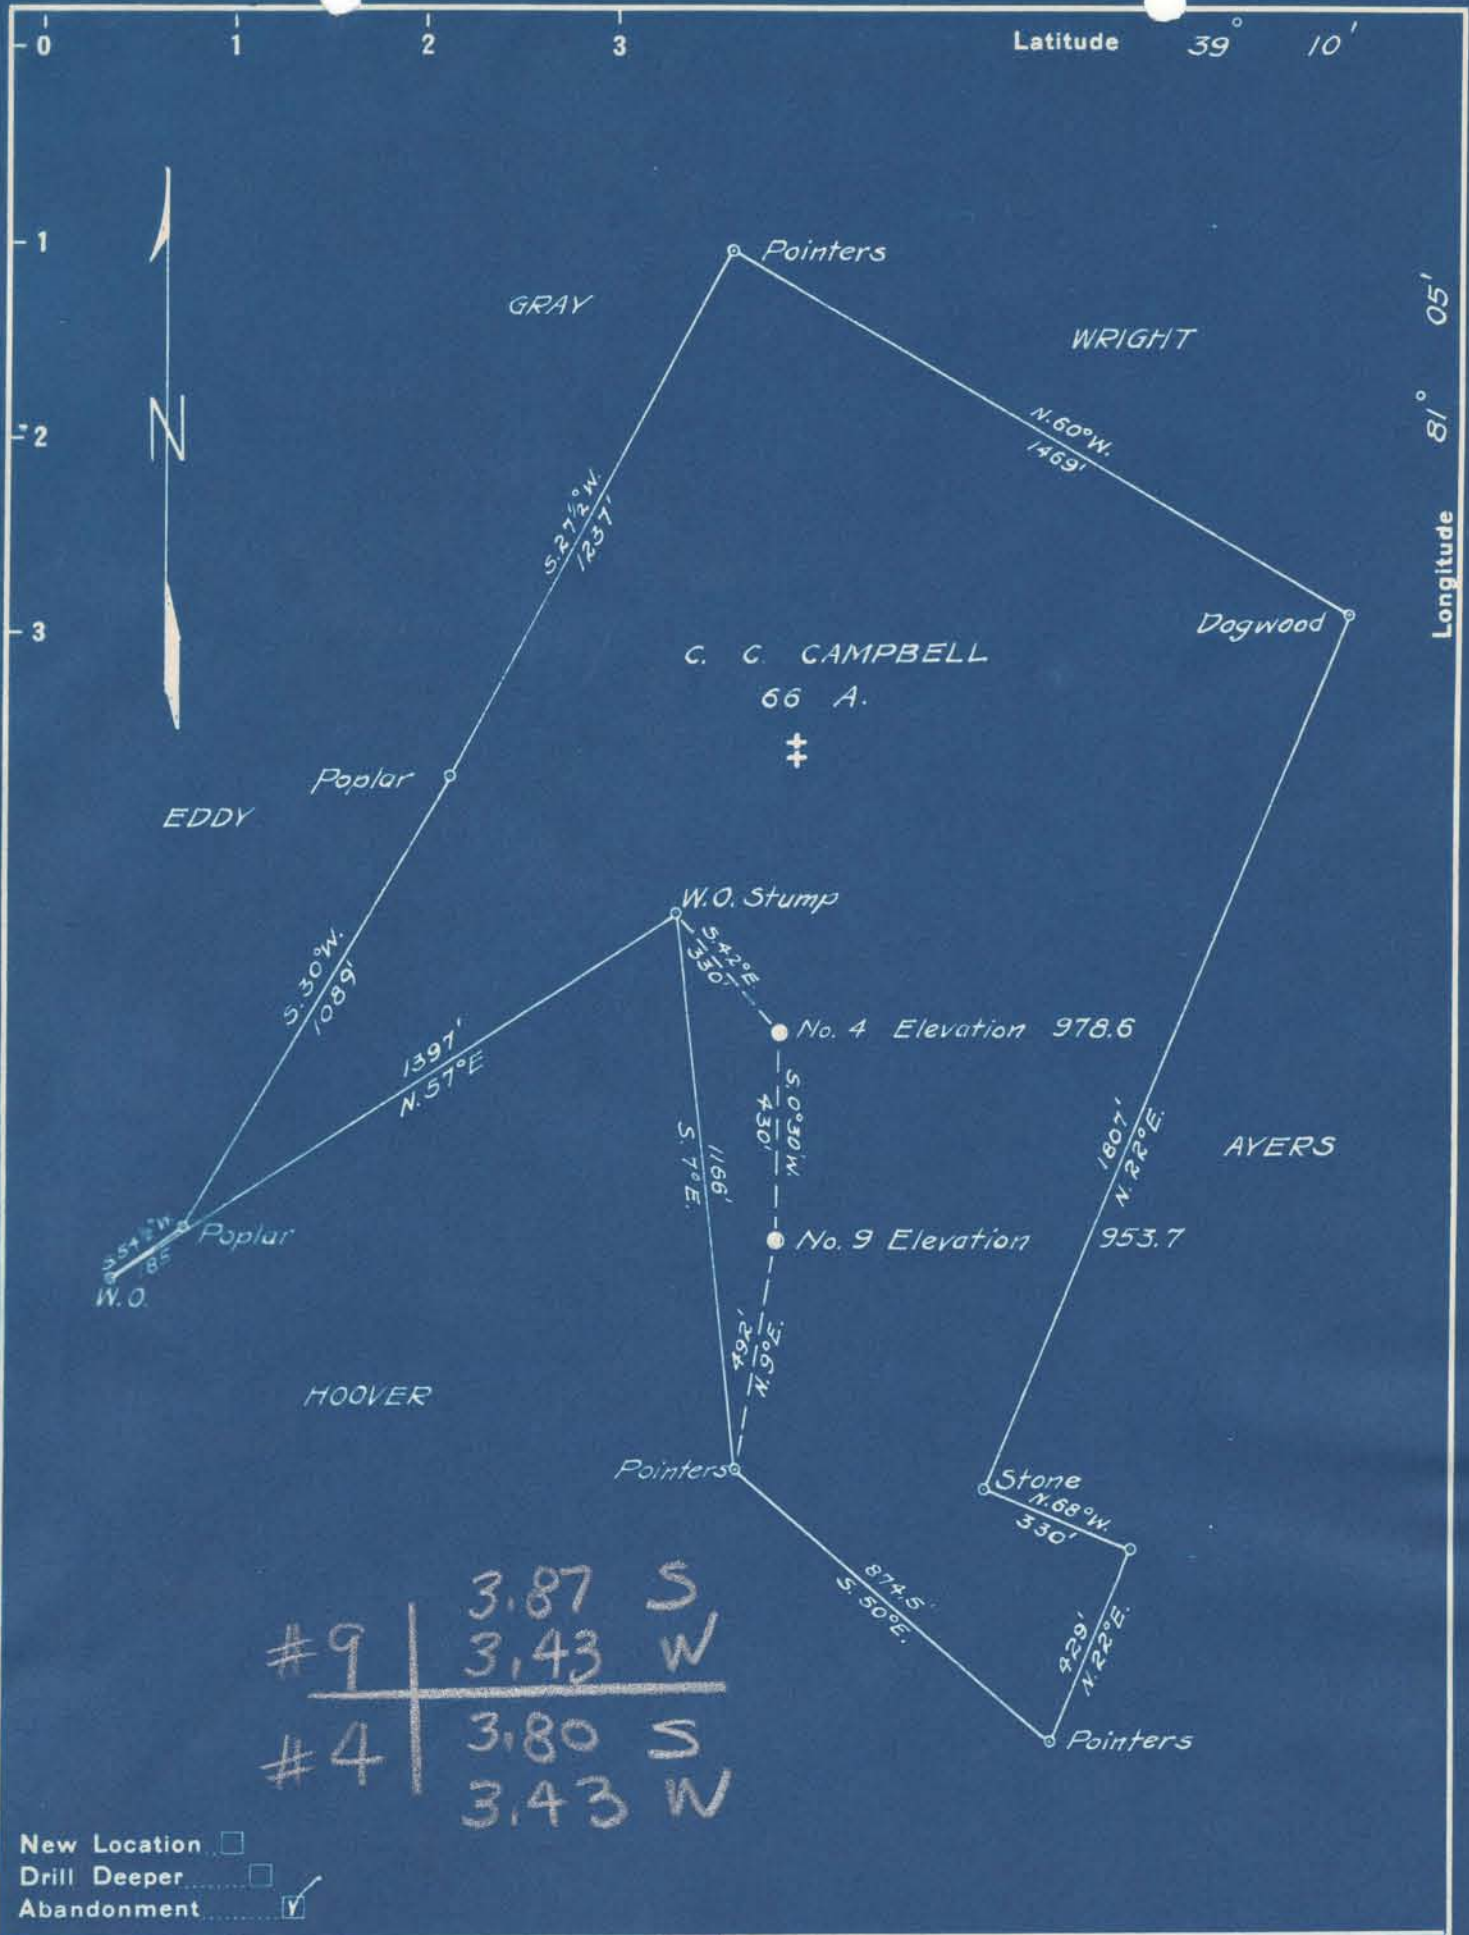 0 1 2 3
Latitude 39° 10'
1
2
3
Longitude 81° 05'
N
Pointers
GRAY
WRIGHT
N.60°W.
1469'
S.27½°W.
1237'
Dogwood
C. C. CAMPBELL
66 A.
Poplar
EDDY
W.O. Stump
S.42°E
330'
S.30°W.
1089'
No. 4 Elevation 978.6
1397'
N.57°E
S.0°30'W.
430'
1166'
S.7°E.
1807'
N.22°E.
AYERS
S54½°W
185
Poplar
W.O.
No. 9 Elevation 953.7
492'
N.9°E.
HOOVER
Pointers
Stone
N.68°W.
330'
874.5'
S.50°E.
429'
N.22°E.
Pointers
#9 3.87 S
3.43 W
#4 3.80 S
3.43 W
New Location
Drill Deeper
Abandonment